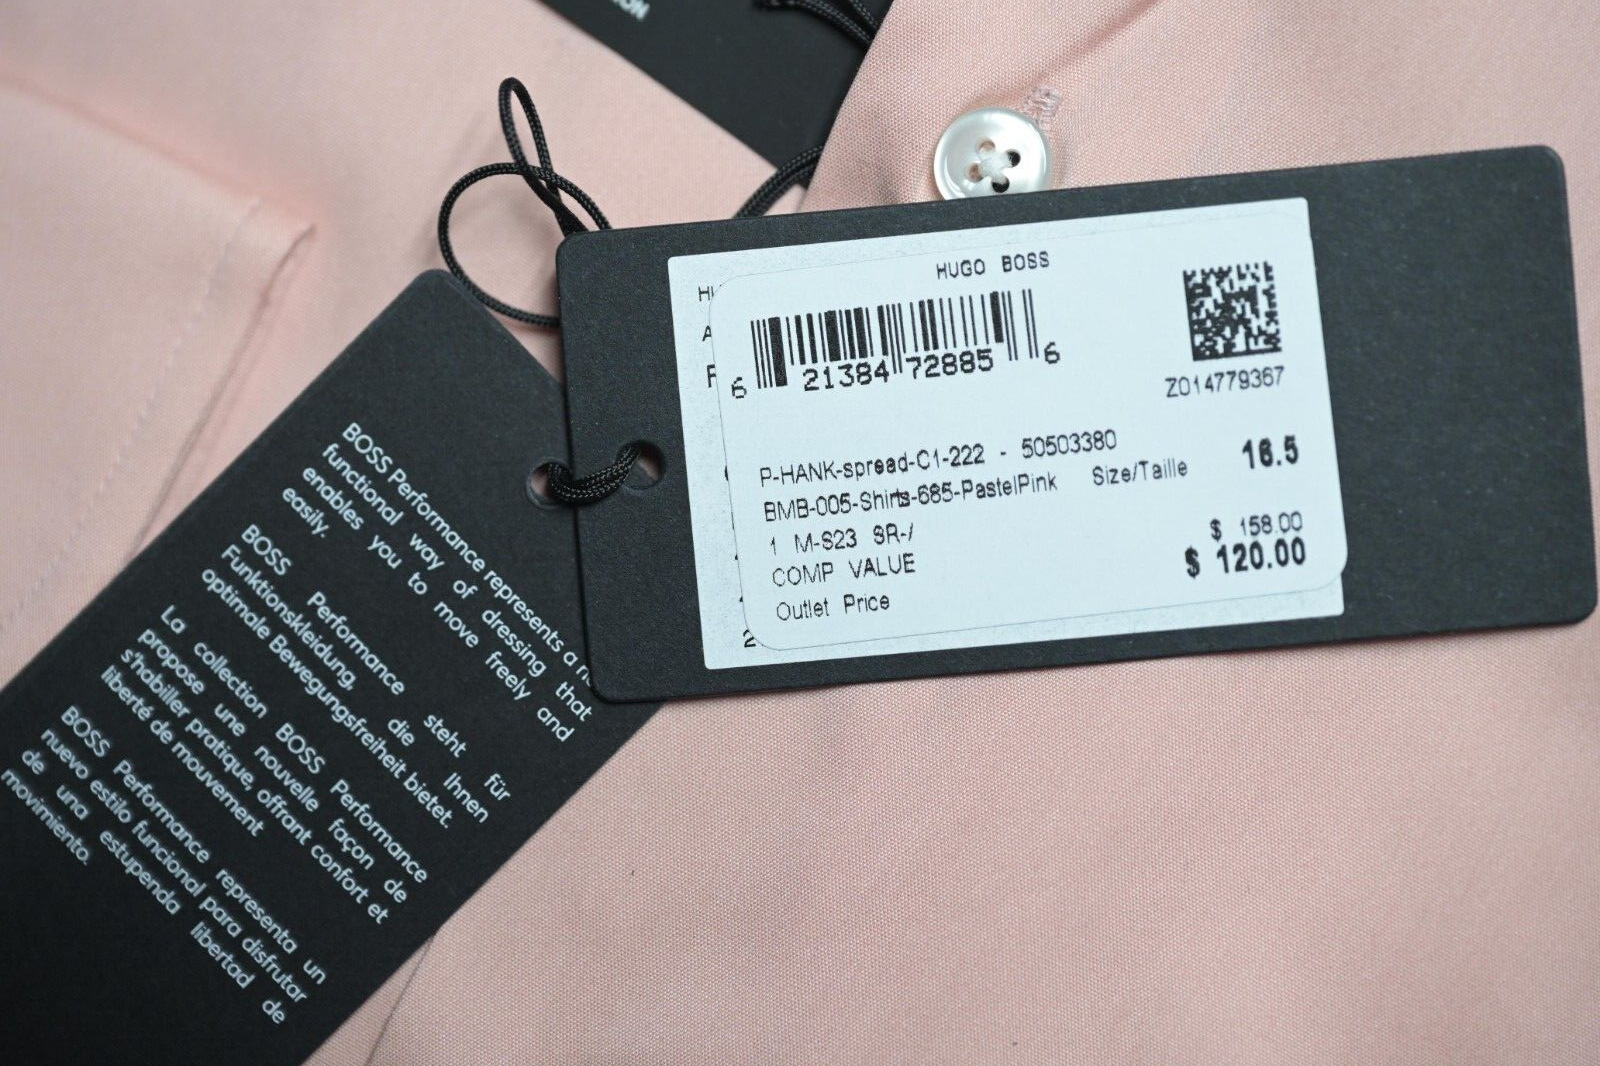 HUGO BOSS
6 21384 72885 6
Z014779367
P-HANK-spread-C1-222 - 50503380
BMB-005-Shirts-685-PastelPink Size/Taille 16.5
1 M-S23 SR-/
COMP VALUE $ 158.00
Outlet Price $ 120.00
BOSS Performance represents a
functional way of dressing that
enables you to move freely and
easily.
BOSS Performance steht für
Funktionskleidung, die Ihnen
optimale Bewegungsfreiheit bietet.
La collection BOSS Performance
propose une nouvelle façon de
s'habiller pratique, offrant confort et
liberté de mouvement
BOSS Performance representa un
nuevo estilo funcional para disfrutar
de una estupenda libertad de
movimiento.